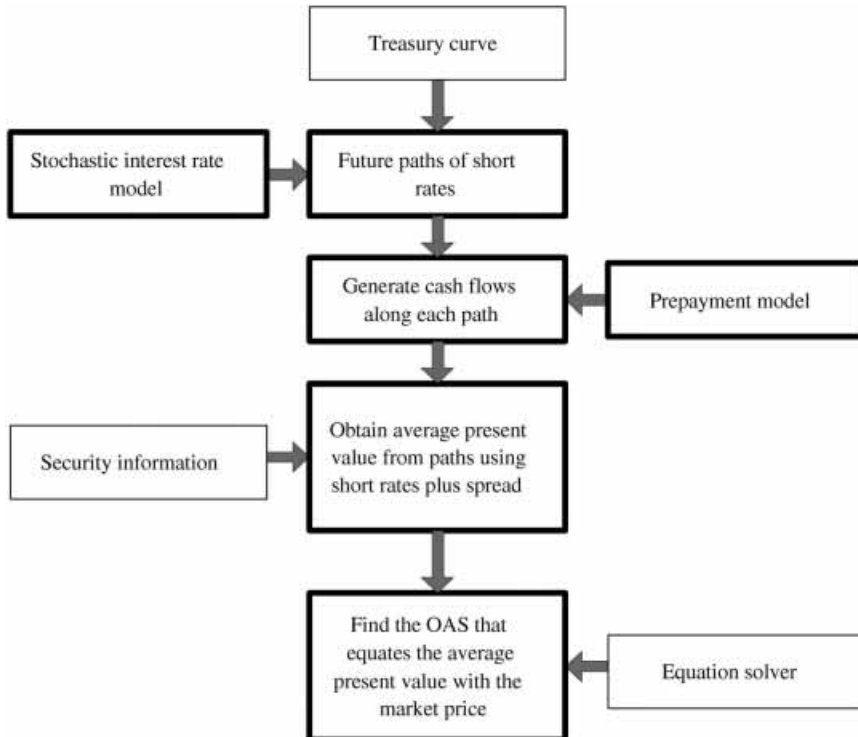 Treasury curve
Stochastic interest rate
model
Future paths of short
rates
Generate cash flows
along each path
Prepayment model
Security information
Obtain average present
value from paths using
short rates plus spread
Find the OAS that
equates the average
present value with the
market price
Equation solver